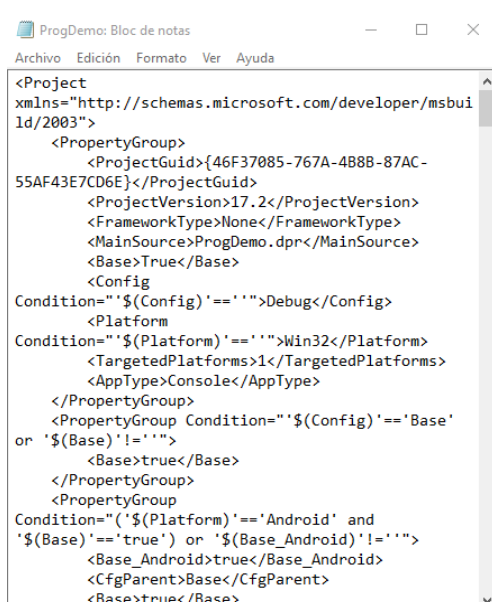 ProgDemo: Bloc de notas
Archivo Edición Formato Ver Ayuda
<Project
xmlns="http://schemas.microsoft.com/developer/msbui
ld/2003">
    <PropertyGroup>
        <ProjectGuid>{46F37085-767A-4B8B-87AC-
55AF43E7CD6E}</ProjectGuid>
        <ProjectVersion>17.2</ProjectVersion>
        <FrameworkType>None</FrameworkType>
        <MainSource>ProgDemo.dpr</MainSource>
        <Base>True</Base>
        <Config
Condition="'$(Config)'==''">Debug</Config>
        <Platform
Condition="'$(Platform)'==''">Win32</Platform>
        <TargetedPlatforms>1</TargetedPlatforms>
        <AppType>Console</AppType>
    </PropertyGroup>
    <PropertyGroup Condition="'$(Config)'=='Base'
or '$(Base)'!=''">
        <Base>true</Base>
    </PropertyGroup>
    <PropertyGroup
Condition="('$(Platform)'=='Android' and
'$(Base)'=='true') or '$(Base_Android)'!=''">
        <Base_Android>true</Base_Android>
        <CfgParent>Base</CfgParent>
        <Base>true</Base>